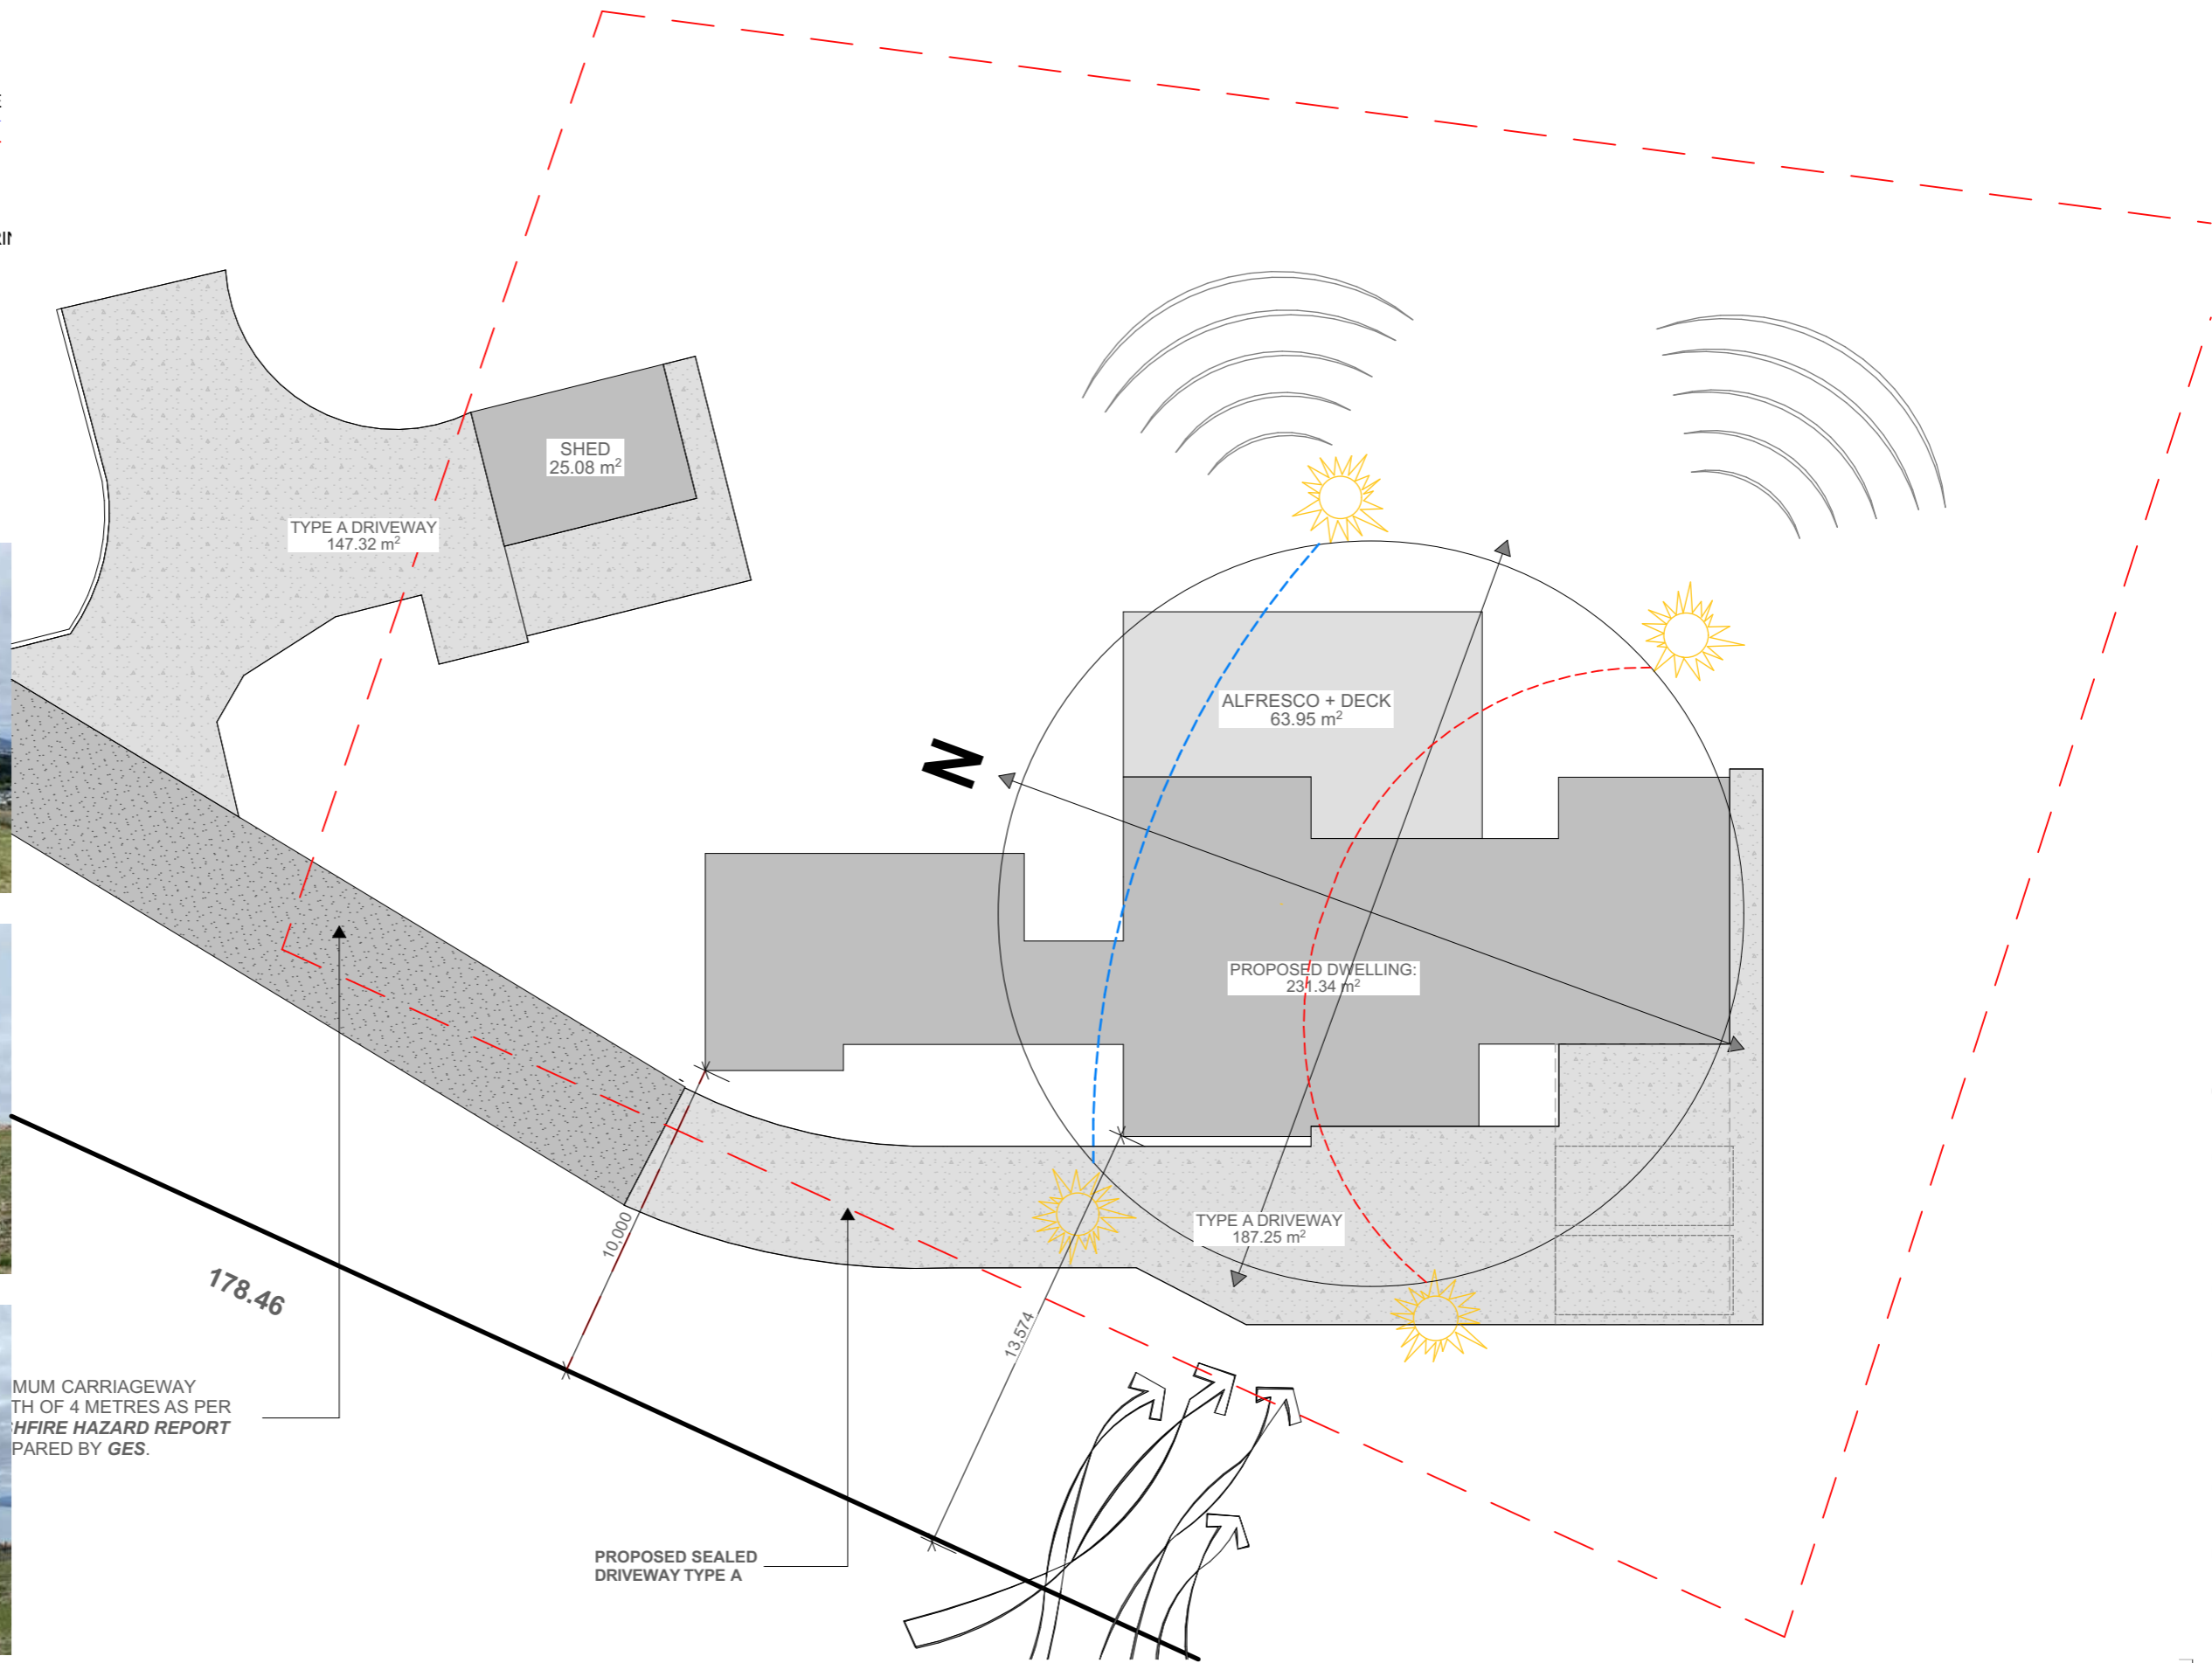 SHED
25.08 m²
TYPE A DRIVEWAY
147.32 m²
ALFRESCO + DECK
63.95 m²
N
PROPOSED DWELLING:
231.34 m²
TYPE A DRIVEWAY
187.25 m²
10,000
13,574
178.46
MUM CARRIAGEWAY
TH OF 4 METRES AS PER
HFIRE HAZARD REPORT
PARED BY GES.
PROPOSED SEALED
DRIVEWAY TYPE A